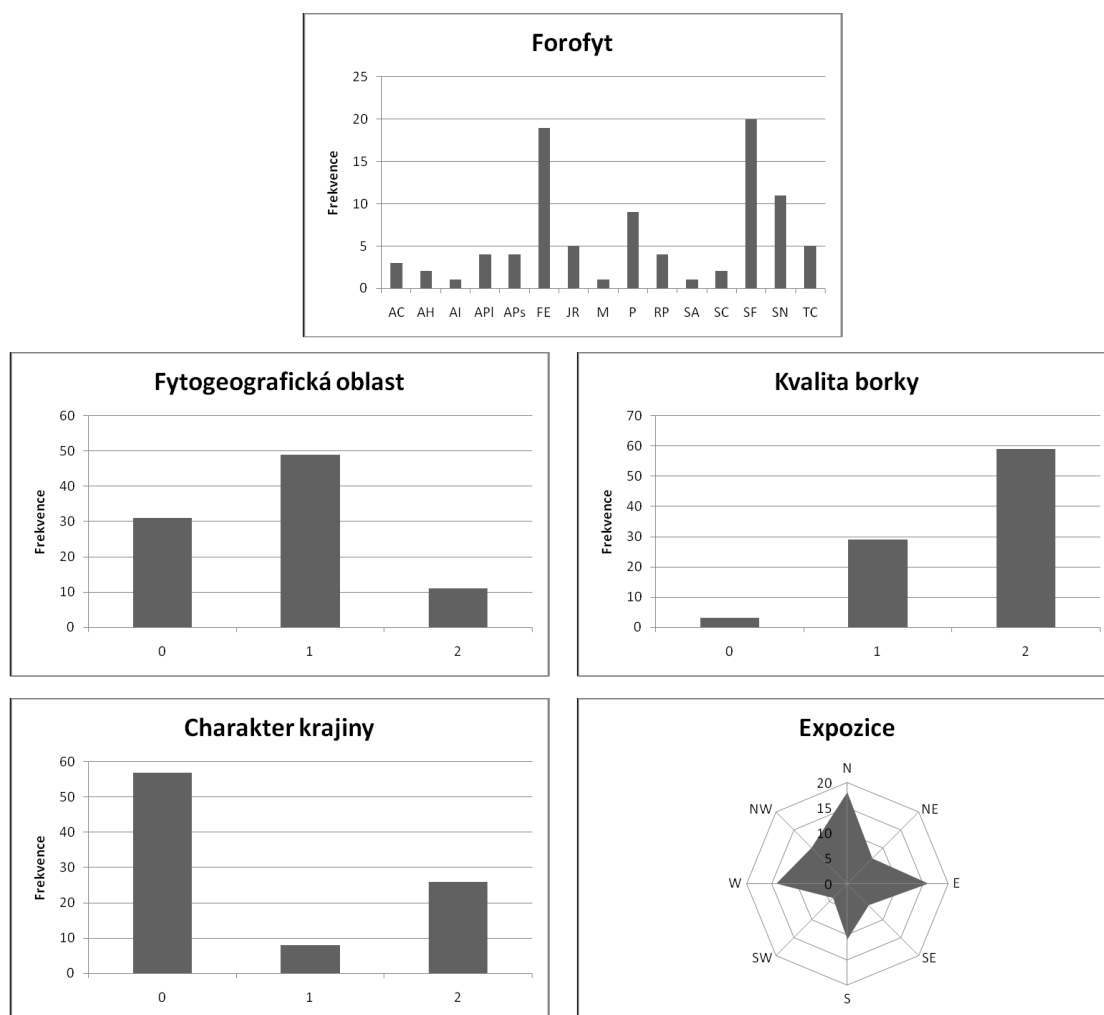 Forofyt
25
20
15
10
5
0
Frekvence
AC AH AI APl APs FE JR M P RP SA SC SF SN TC
Fytogeografická oblast
60
50
40
30
20
10
0
Frekvence
0 1 2
Kvalita borky
70
60
50
40
30
20
10
0
Frekvence
0 1 2
Charakter krajiny
60
50
40
30
20
10
0
Frekvence
0 1 2
Expozice
N
20
NW NE
15
10
5
W 0 E
SW SE
S